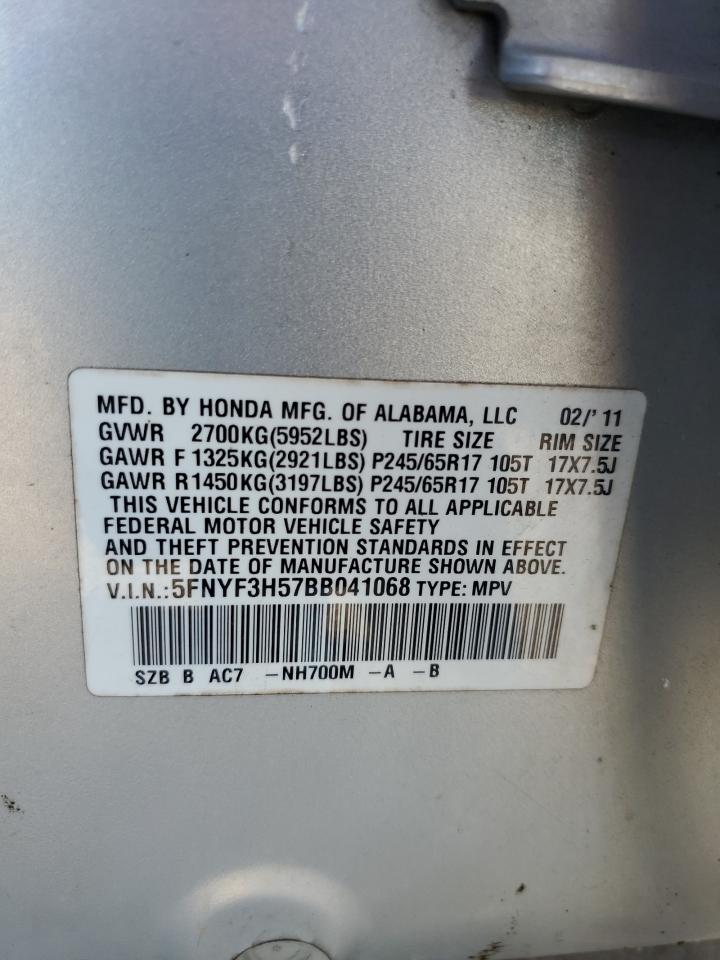 MFD. BY HONDA MFG. OF ALABAMA, LLC 02/'11
GVWR 2700KG(5952LBS) TIRE SIZE RIM SIZE
GAWR F 1325KG(2921LBS) P245/65R17 105T 17X7.5J
GAWR R1450KG(3197LBS) P245/65R17 105T 17X7.5J
THIS VEHICLE CONFORMS TO ALL APPLICABLE
FEDERAL MOTOR VEHICLE SAFETY
AND THEFT PREVENTION STANDARDS IN EFFECT
ON THE DATE OF MANUFACTURE SHOWN ABOVE.
V.I.N.:5FNYF3H57BB041068 TYPE: MPV
SZB B AC7 -NH700M -A -B